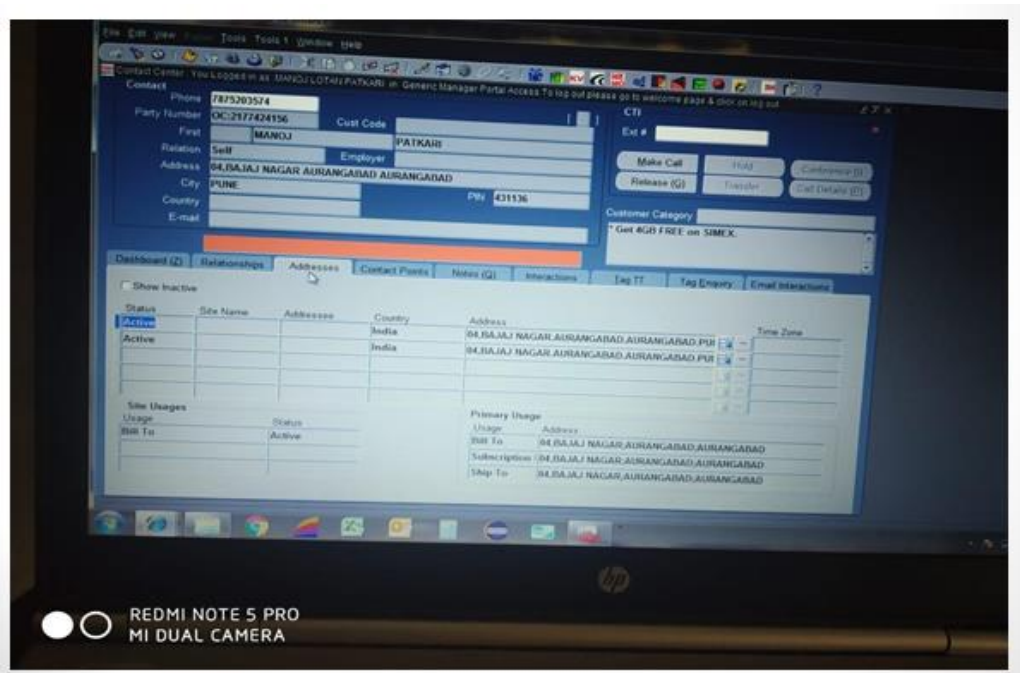 File Edit View Tools Tools 1 Window Help
Contact Center : You Logged in as :MANOJ LOTAN PATKARI in Generic Manager Portal Access.To log out please go to welcome page & click on log out
Contact
Phone 7875203574
Party Number OC:2177424156 Cust Code [ ]
First MANOJ PATKARI
Relation Self Employer
Address 04,BAJAJ NAGAR AURANGABAD AURANGABAD
City PUNE PIN 431136
Country
E-mail
CTI
Ext #
Make Call Hold Conference
Release (G) Transfer Call Details
Customer Category
* Get 4GB FREE on SIMEX.
Dashboard (Z) Relationships Addresses Contact Points Notes (Q) Interactions Tag TT Tag Enquiry Email Interactions
Show Inactive
Status Site Name Addressee Country Address Time Zone
Active India 04,BAJAJ NAGAR,AURANGABAD,AURANGABAD,PUI
Active India 04,BAJAJ NAGAR,AURANGABAD,AURANGABAD,PUI
Site Usages
Usage Status
Bill To Active
Primary Usage
Usage Address
Bill To 04,BAJAJ NAGAR,AURANGABAD,AURANGABAD
Subscription 04,BAJAJ NAGAR,AURANGABAD,AURANGABAD
Ship To 04,BAJAJ NAGAR,AURANGABAD,AURANGABAD
hp
REDMI NOTE 5 PRO
MI DUAL CAMERA